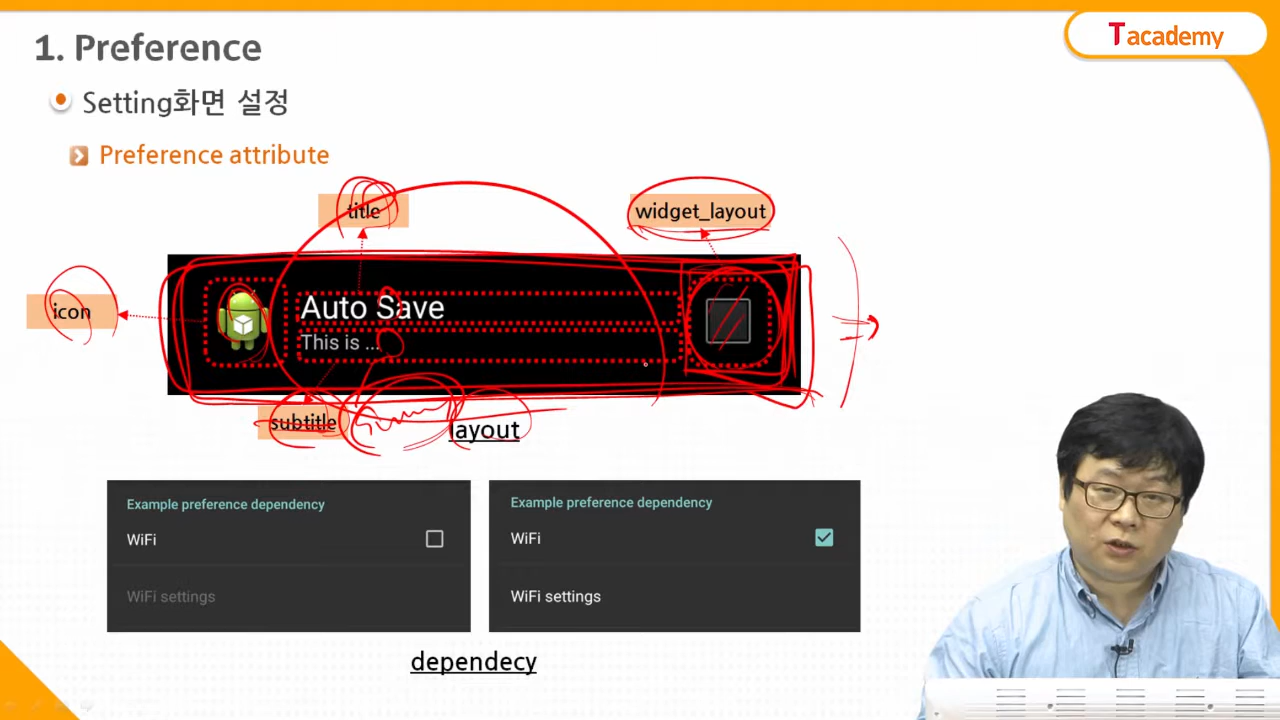 1. Preference
Tacademy
Setting화면 설정
Preference attribute
title
widget_layout
icon
Auto Save
This is ...
subtitle
layout
Example preference dependency
WiFi
WiFi settings
Example preference dependency
WiFi
WiFi settings
dependecy